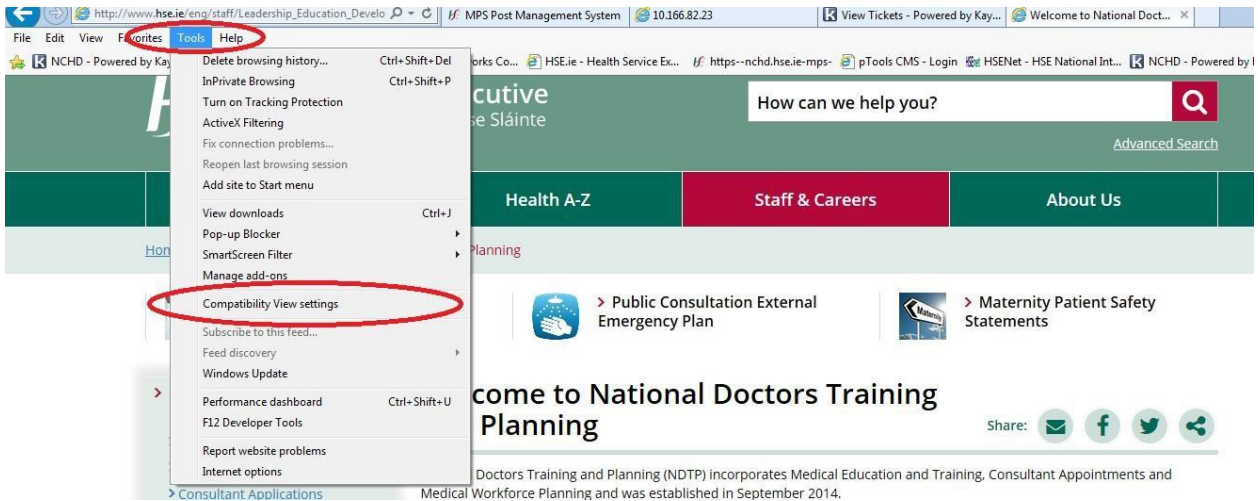 http://www.hse.ie/eng/staff/Leadership_Education_Develo
MPS Post Management System
10.166.82.23
View Tickets - Powered by Kay...
Welcome to National Doct...
File Edit View Favorites Tools Help
NCHD - Powered by Kay
orks Co...
HSE.ie - Health Service Ex...
https--nchd.hse.ie-mps-
pTools CMS - Login
HSENet - HSE National Int...
NCHD - Powered by
Delete browsing history... Ctrl+Shift+Del
InPrivate Browsing Ctrl+Shift+P
Turn on Tracking Protection
ActiveX Filtering
Fix connection problems...
Reopen last browsing session
Add site to Start menu
View downloads Ctrl+J
Pop-up Blocker
SmartScreen Filter
Manage add-ons
Compatibility View settings
Subscribe to this feed...
Feed discovery
Windows Update
Performance dashboard Ctrl+Shift+U
F12 Developer Tools
Report website problems
Internet options
cutive
se Sláinte
How can we help you?
Advanced Search
Health A-Z
Staff & Careers
About Us
Hon
Planning
Public Consultation External
Emergency Plan
Maternity
Maternity Patient Safety
Statements
come to National Doctors Training
Planning
Share:
Doctors Training and Planning (NDTP) incorporates Medical Education and Training, Consultant Appointments and
Medical Workforce Planning and was established in September 2014.
Consultant Applications